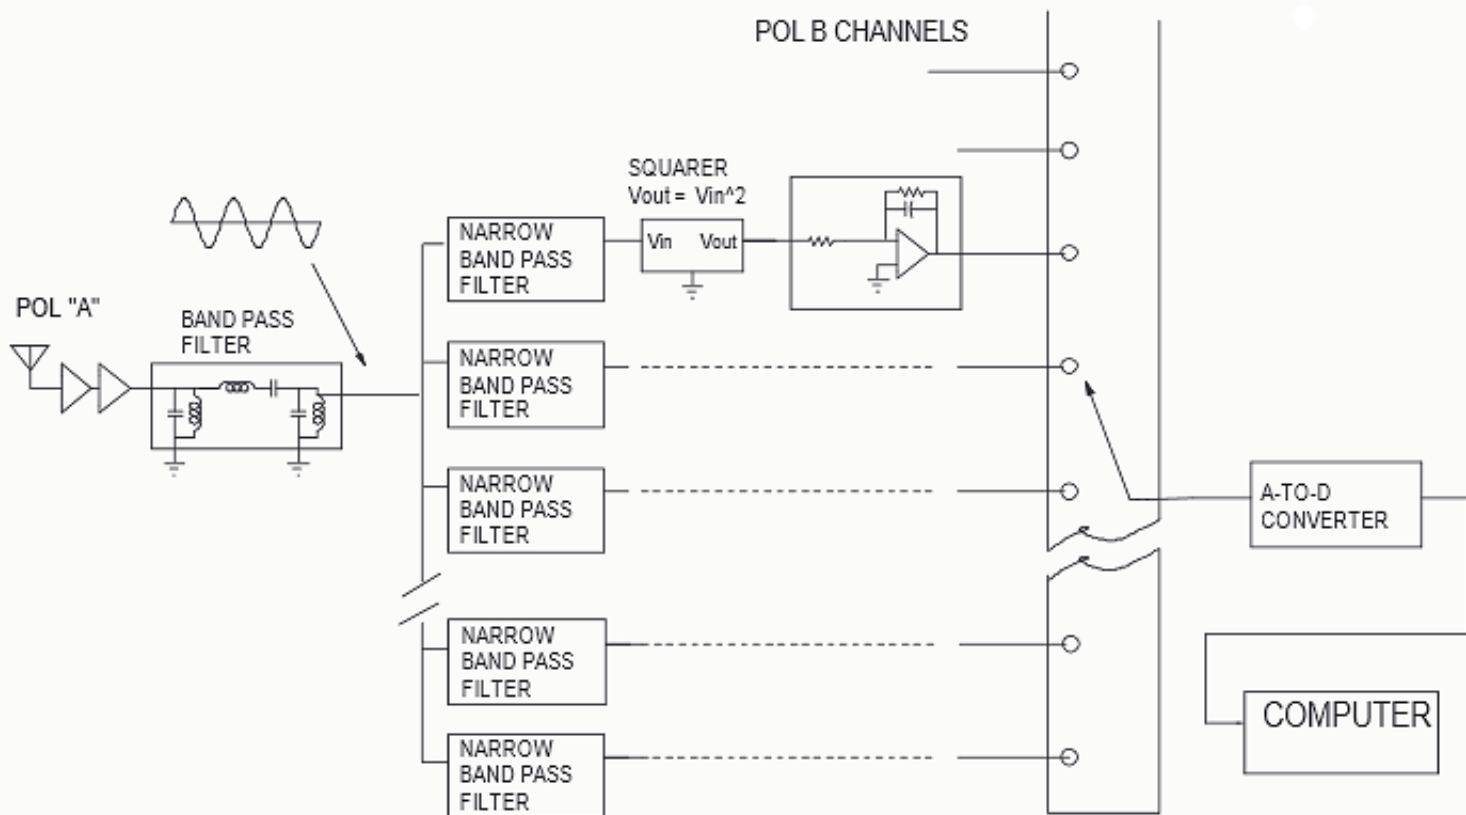 POL B CHANNELS
SQUARER
Vout = Vin^2
NARROW
BAND PASS
FILTER
Vin Vout
POL "A"
BAND PASS
FILTER
NARROW
BAND PASS
FILTER
NARROW
BAND PASS
FILTER
A-TO-D
CONVERTER
NARROW
BAND PASS
FILTER
COMPUTER
NARROW
BAND PASS
FILTER